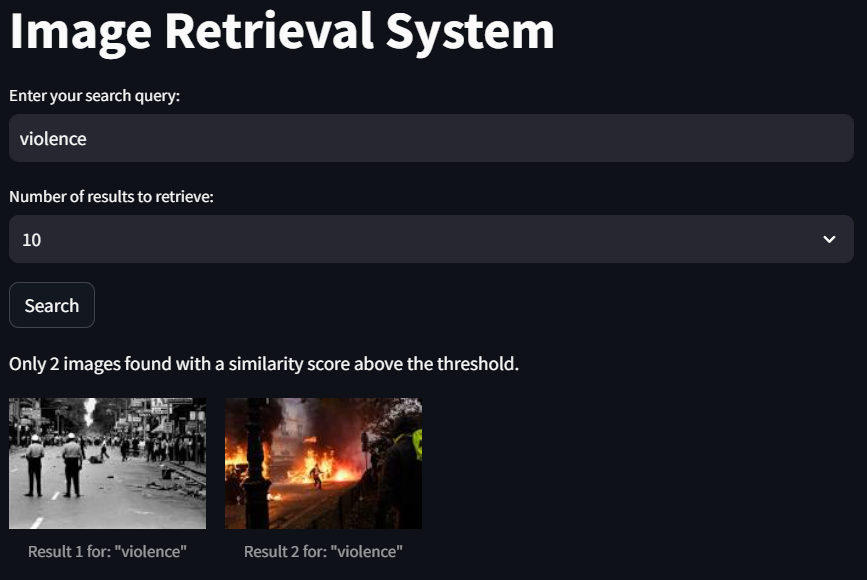 Image Retrieval System
Enter your search query:
violence
Number of results to retrieve:
10
Search
Only 2 images found with a similarity score above the threshold.
Result 1 for: "violence"
Result 2 for: "violence"